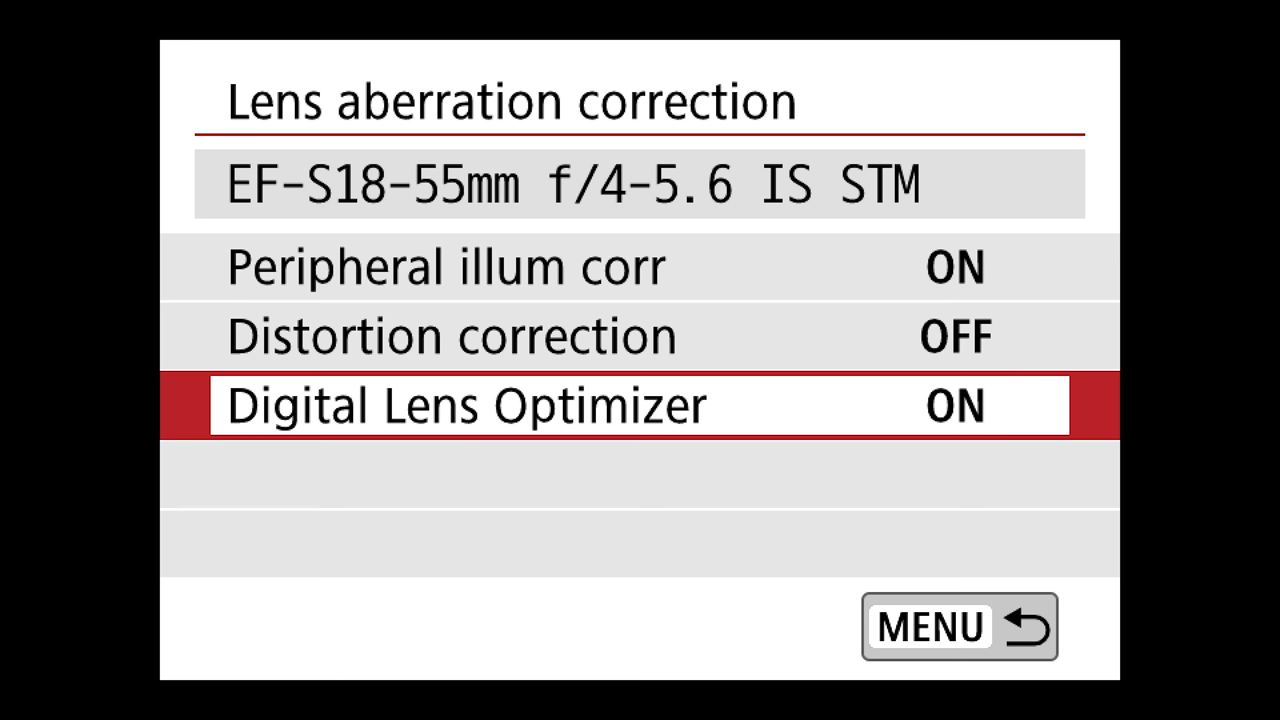 Lens aberration correction
EF-S18-55mm f/4-5.6 IS STM
Peripheral illum corr ON
Distortion correction OFF
Digital Lens Optimizer ON
MENU